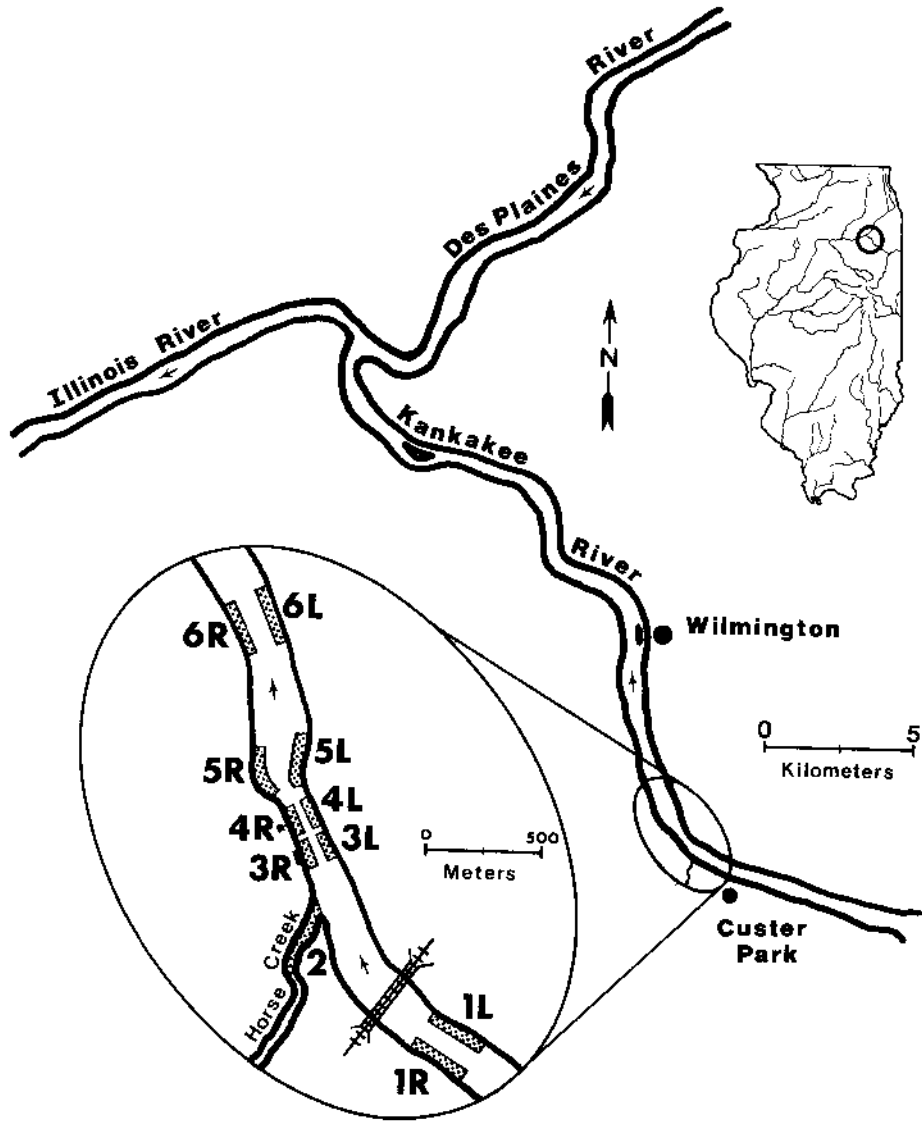 River
Des Plaines
Illinois River
N
Kankakee
River
Wilmington
0 5
Kilometers
Custer
Park
6R
6L
5R
5L
4R
4L
3R
3L
0 500
Meters
Horse Creek
2
1L
1R